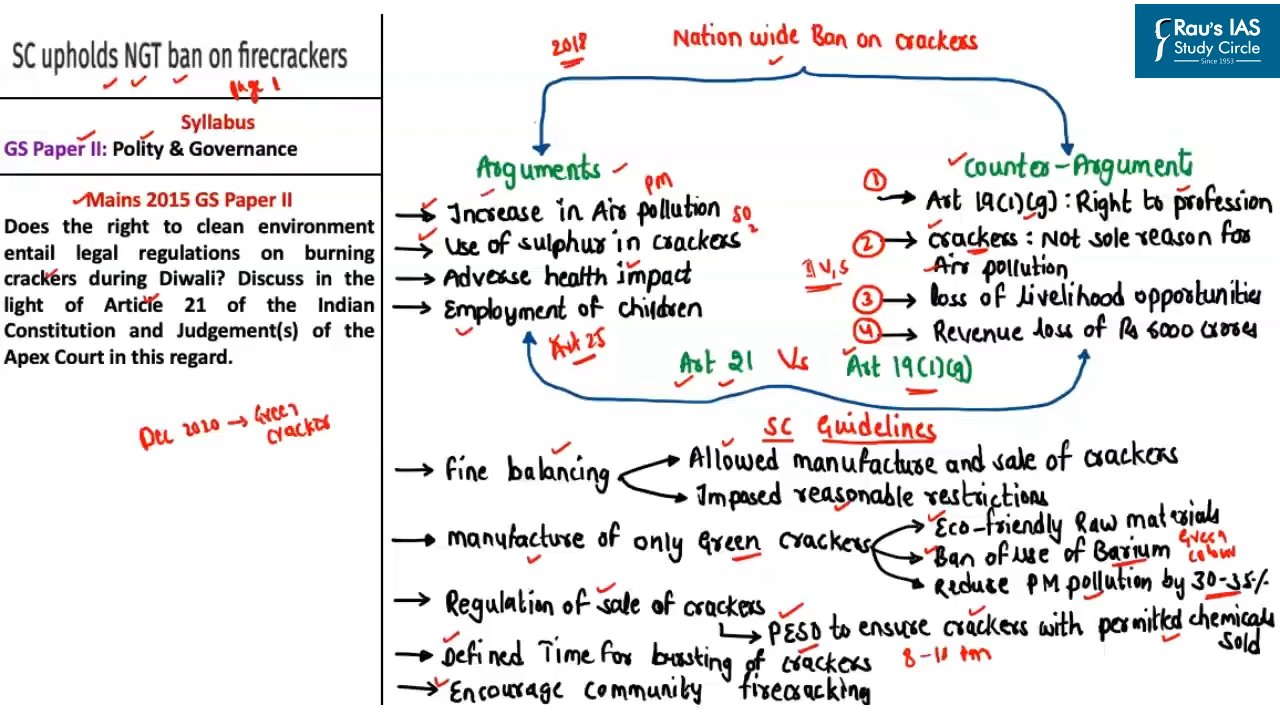 SC upholds NGT ban on firecrackers
Page 1
Syllabus
GS Paper II: Polity & Governance
Mains 2015 GS Paper II
Does the right to clean environment
entail legal regulations on burning
crackers during Diwali? Discuss in the
light of Article 21 of the Indian
Constitution and Judgement(s) of the
Apex Court in this regard.
Dec 2020 → Green
cracker
Rau's IAS
Study Circle
Since 1953
2018
Nation wide Ban on crackers
Arguments
PM
→ Increase in Air pollution
SO2
→ Use of sulphur in crackers
→ Adverse health impact
→ Employment of children
Art 25
Counter-Argument
① → Art 19(1)(g): Right to profession
② → crackers: Not sole reason for
Air pollution
③ → loss of livelihood opportunities
④ → Revenue loss of Rs 6000 crores
Art 21 Vs Art 19(1)(g)
SC Guidelines
→ fine balancing
Allowed manufacture and sale of crackers
Imposed reasonable restrictions
→ manufacture of only Green crackers
Eco-friendly Raw materials
Ban of use of Barium
Green
colour
Reduce PM pollution by 30-35%
→ Regulation of sale of crackers
PESO to ensure crackers with permitted chemicals
sold
→ Defined Time for bursting of crackers
8-10 pm
→ Encourage community firecracking